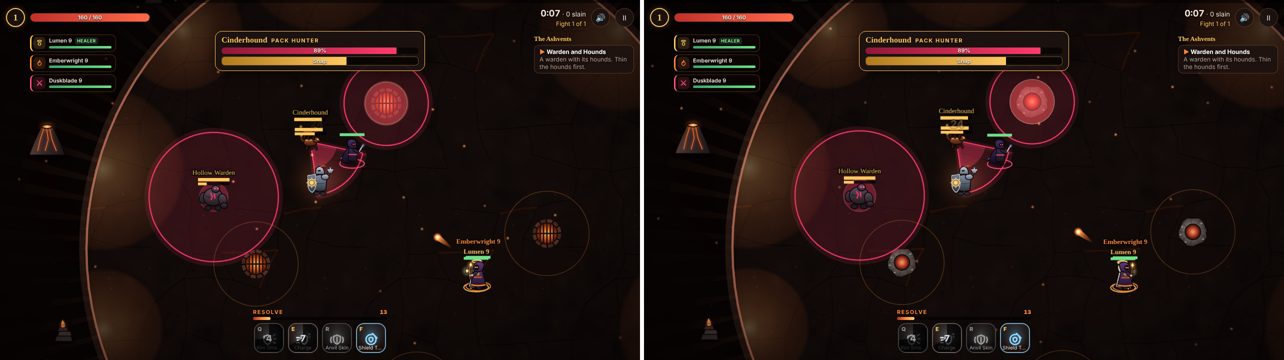 1
160 / 160
Lumen 9 HEALER
Emberwright 9
Duskblade 9
Cinderhound PACK HUNTER
89%
Snap
0:07 · 0 slain
Fight 1 of 1
The Ashvents
Warden and Hounds
A warden with its hounds. Thin
the hounds first.
Cinderhound
Hollow Warden
Emberwright 9
Lumen 9
RESOLVE 13
Q E R F
Charge Anvil Skin Shield T...
1
160 / 160
Lumen 9 HEALER
Emberwright 9
Duskblade 9
Cinderhound PACK HUNTER
89%
Snap
0:07 · 0 slain
Fight 1 of 1
The Ashvents
Warden and Hounds
A warden with its hounds. Thin
the hounds first.
Cinderhound
Hollow Warden
Emberwright 9
Lumen 9
RESOLVE 13
Q E R F
Charge Anvil Skin Shield T...